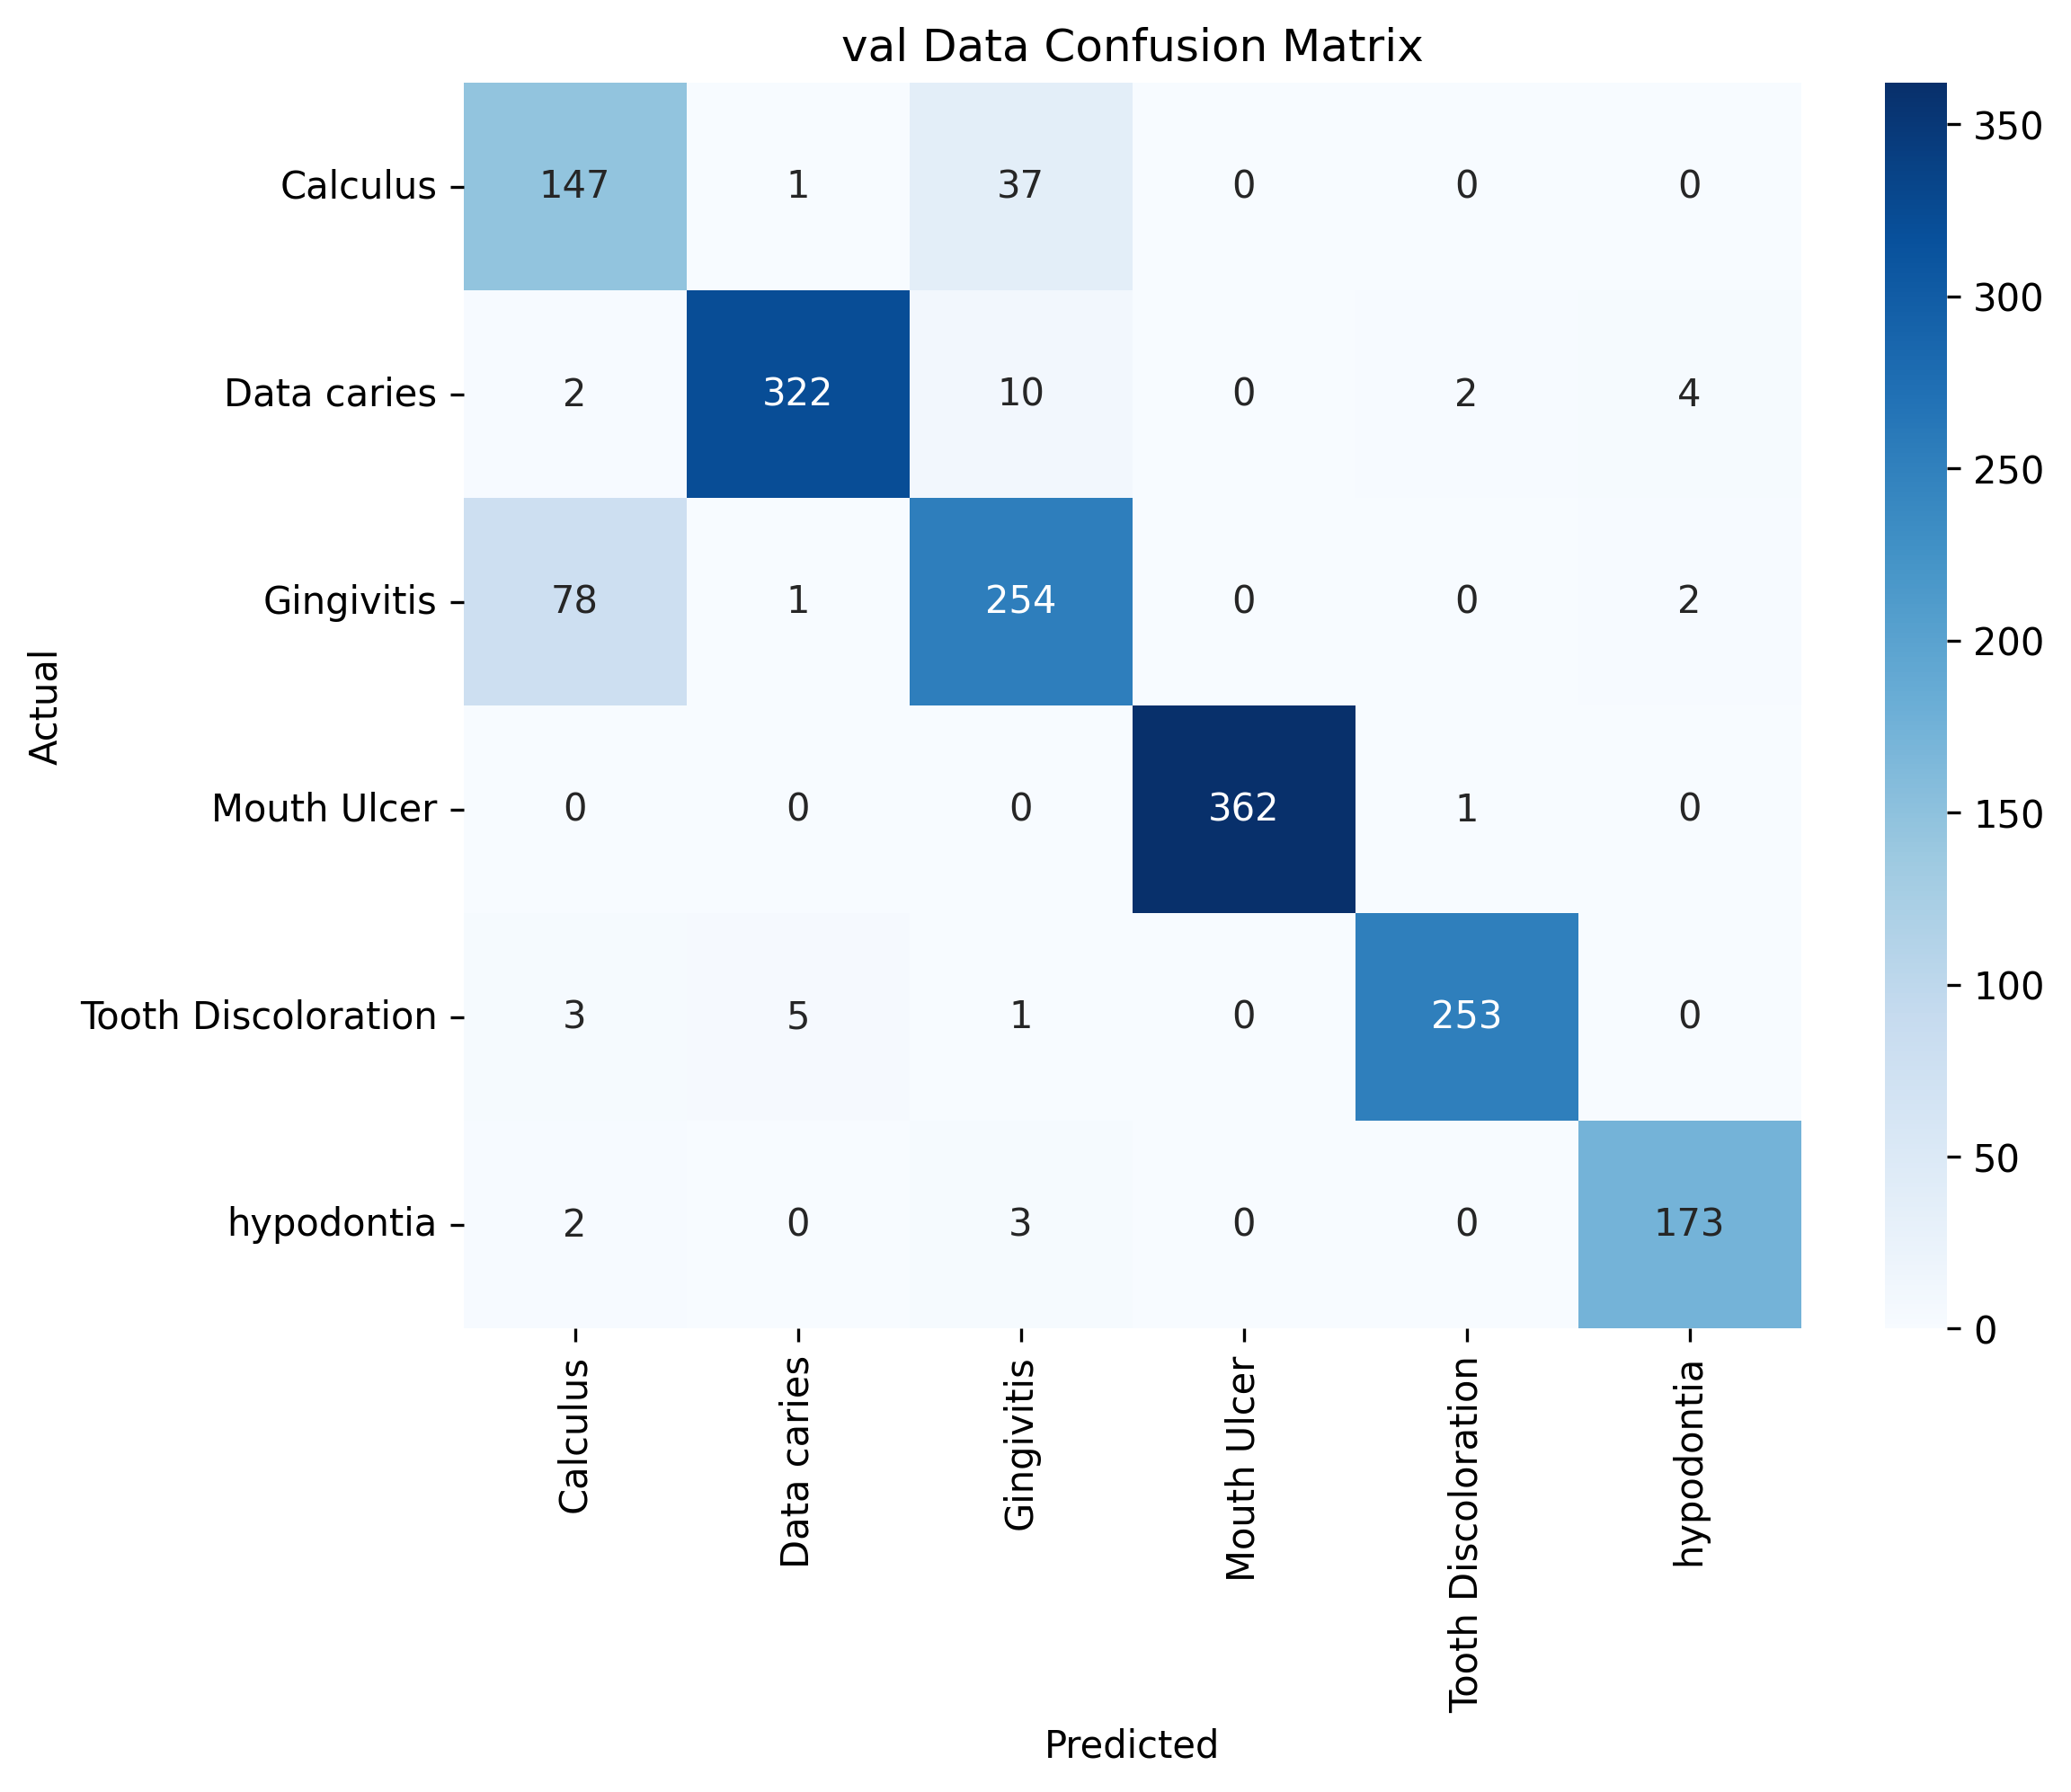 val Data Confusion Matrix
Actual
Calculus 147 1 37 0 0 0
Data caries 2 322 10 0 2 4
Gingivitis 78 1 254 0 0 2
Mouth Ulcer 0 0 0 362 1 0
Tooth Discoloration 3 5 1 0 253 0
hypodontia 2 0 3 0 0 173
Calculus Data caries Gingivitis Mouth Ulcer Tooth Discoloration hypodontia
Predicted
350
300
250
200
150
100
50
0